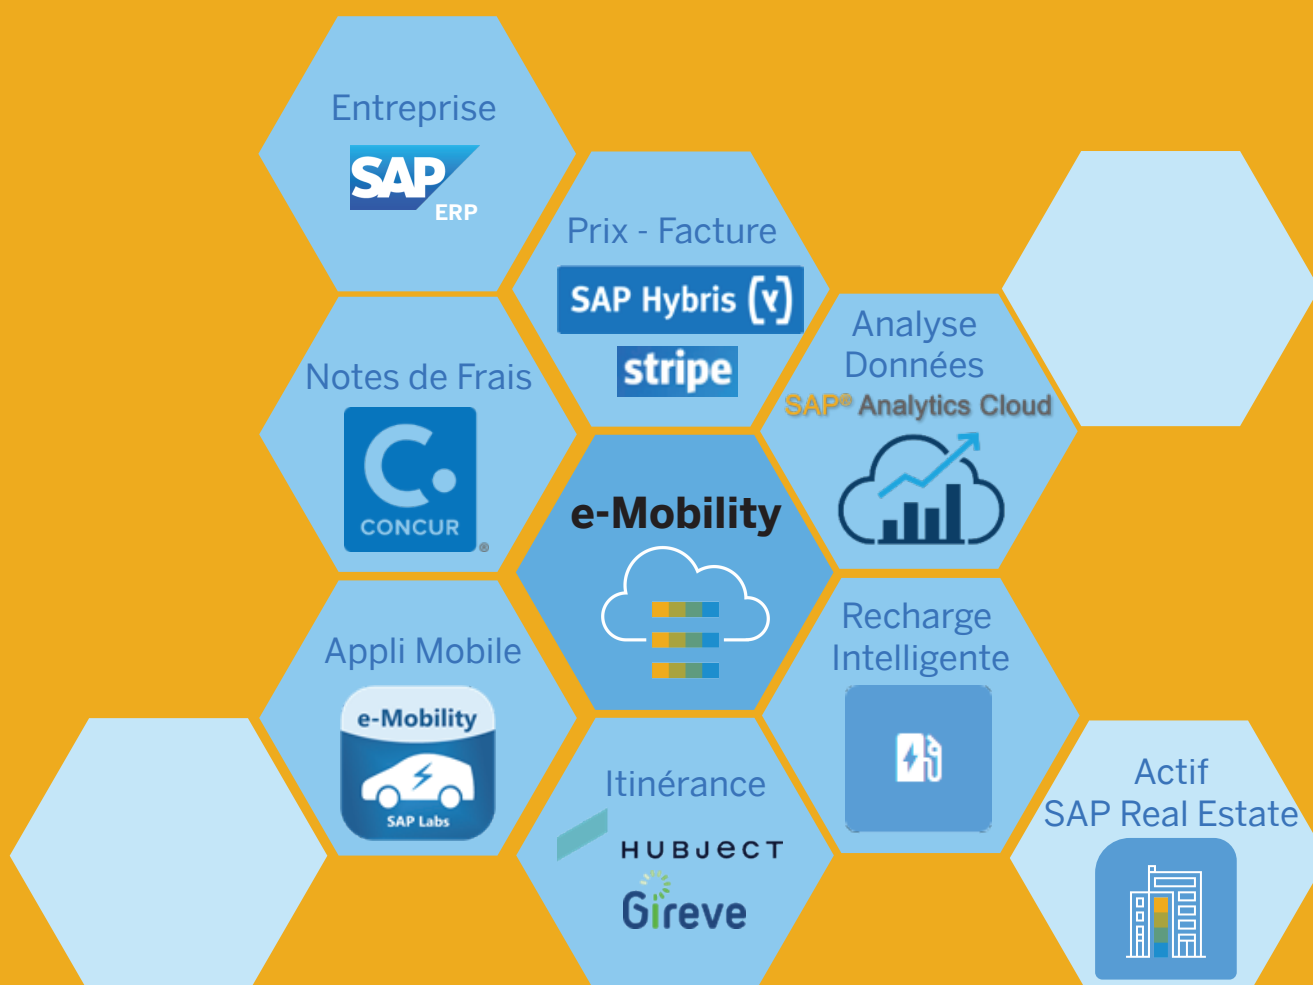 Entreprise
SAP
ERP
Prix - Facture
SAP Hybris
stripe
Analyse
Données
SAP® Analytics Cloud
Notes de Frais
C.
CONCUR®
e-Mobility
Appli Mobile
e-Mobility
SAP Labs
Recharge
Intelligente
Itinérance
HUBJECT
Gireve
Actif
SAP Real Estate